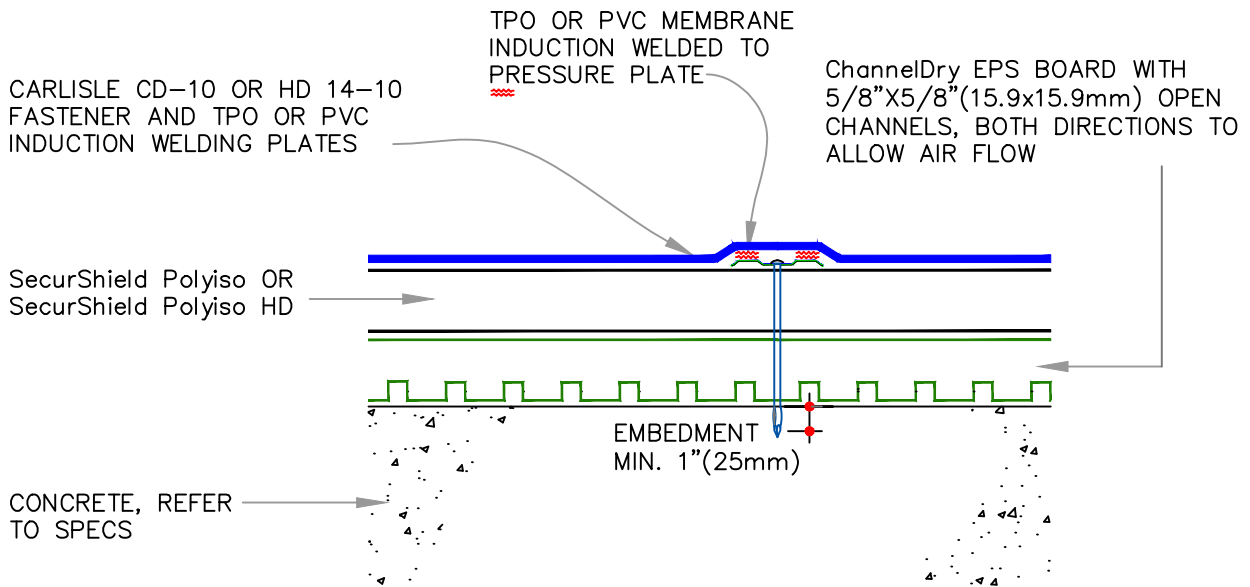 TPO OR PVC MEMBRANE
INDUCTION WELDED TO
PRESSURE PLATE
CARLISLE CD-10 OR HD 14-10
FASTENER AND TPO OR PVC
INDUCTION WELDING PLATES
ChannelDry EPS BOARD WITH
5/8"X5/8"(15.9x15.9mm) OPEN
CHANNELS, BOTH DIRECTIONS TO
ALLOW AIR FLOW
SecurShield Polyiso OR
SecurShield Polyiso HD
EMBEDMENT
MIN. 1"(25mm)
CONCRETE, REFER
TO SPECS